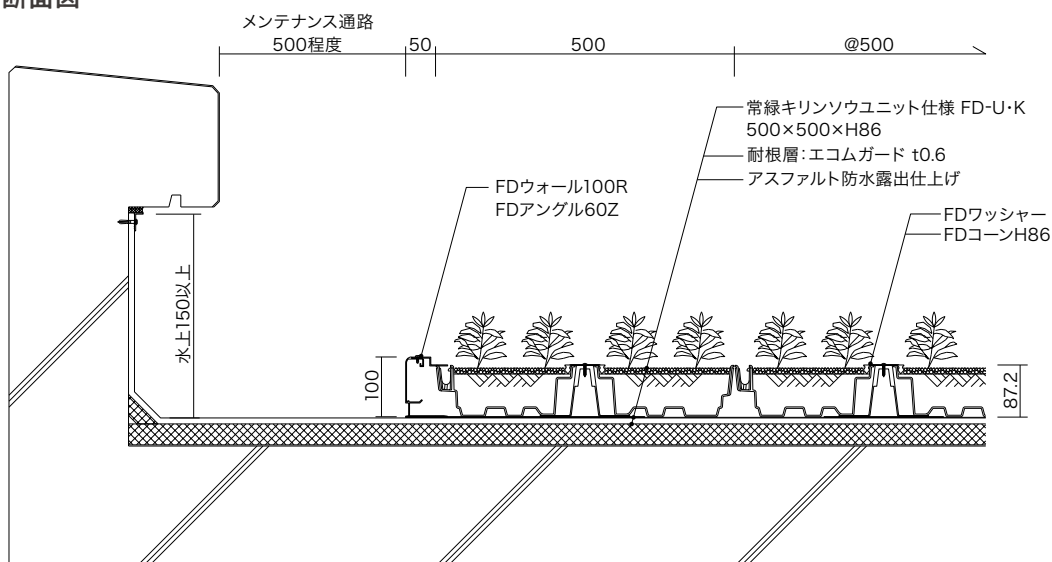 断面図
メンテナンス通路
500程度
50
500
@500
常緑キリンソウユニット仕様 FD-U・K
500×500×H86
耐根層：エコムガード t0.6
アスファルト防水露出仕上げ
FDウォール100R
FDアングル60Z
FDワッシャー
FDコーンH86
水上150以上
100
87.2